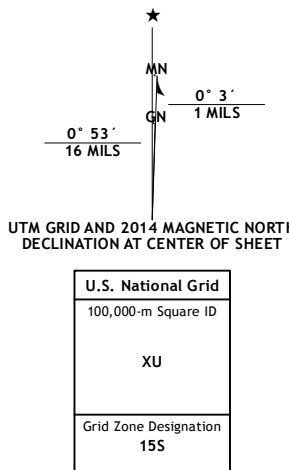 ★
MN
GN
0° 3´
1 MILS
0° 53´
16 MILS
UTM GRID AND 2014 MAGNETIC NORTH
DECLINATION AT CENTER OF SHEET
U.S. National Grid
100,000-m Square ID
XU
Grid Zone Designation
15S